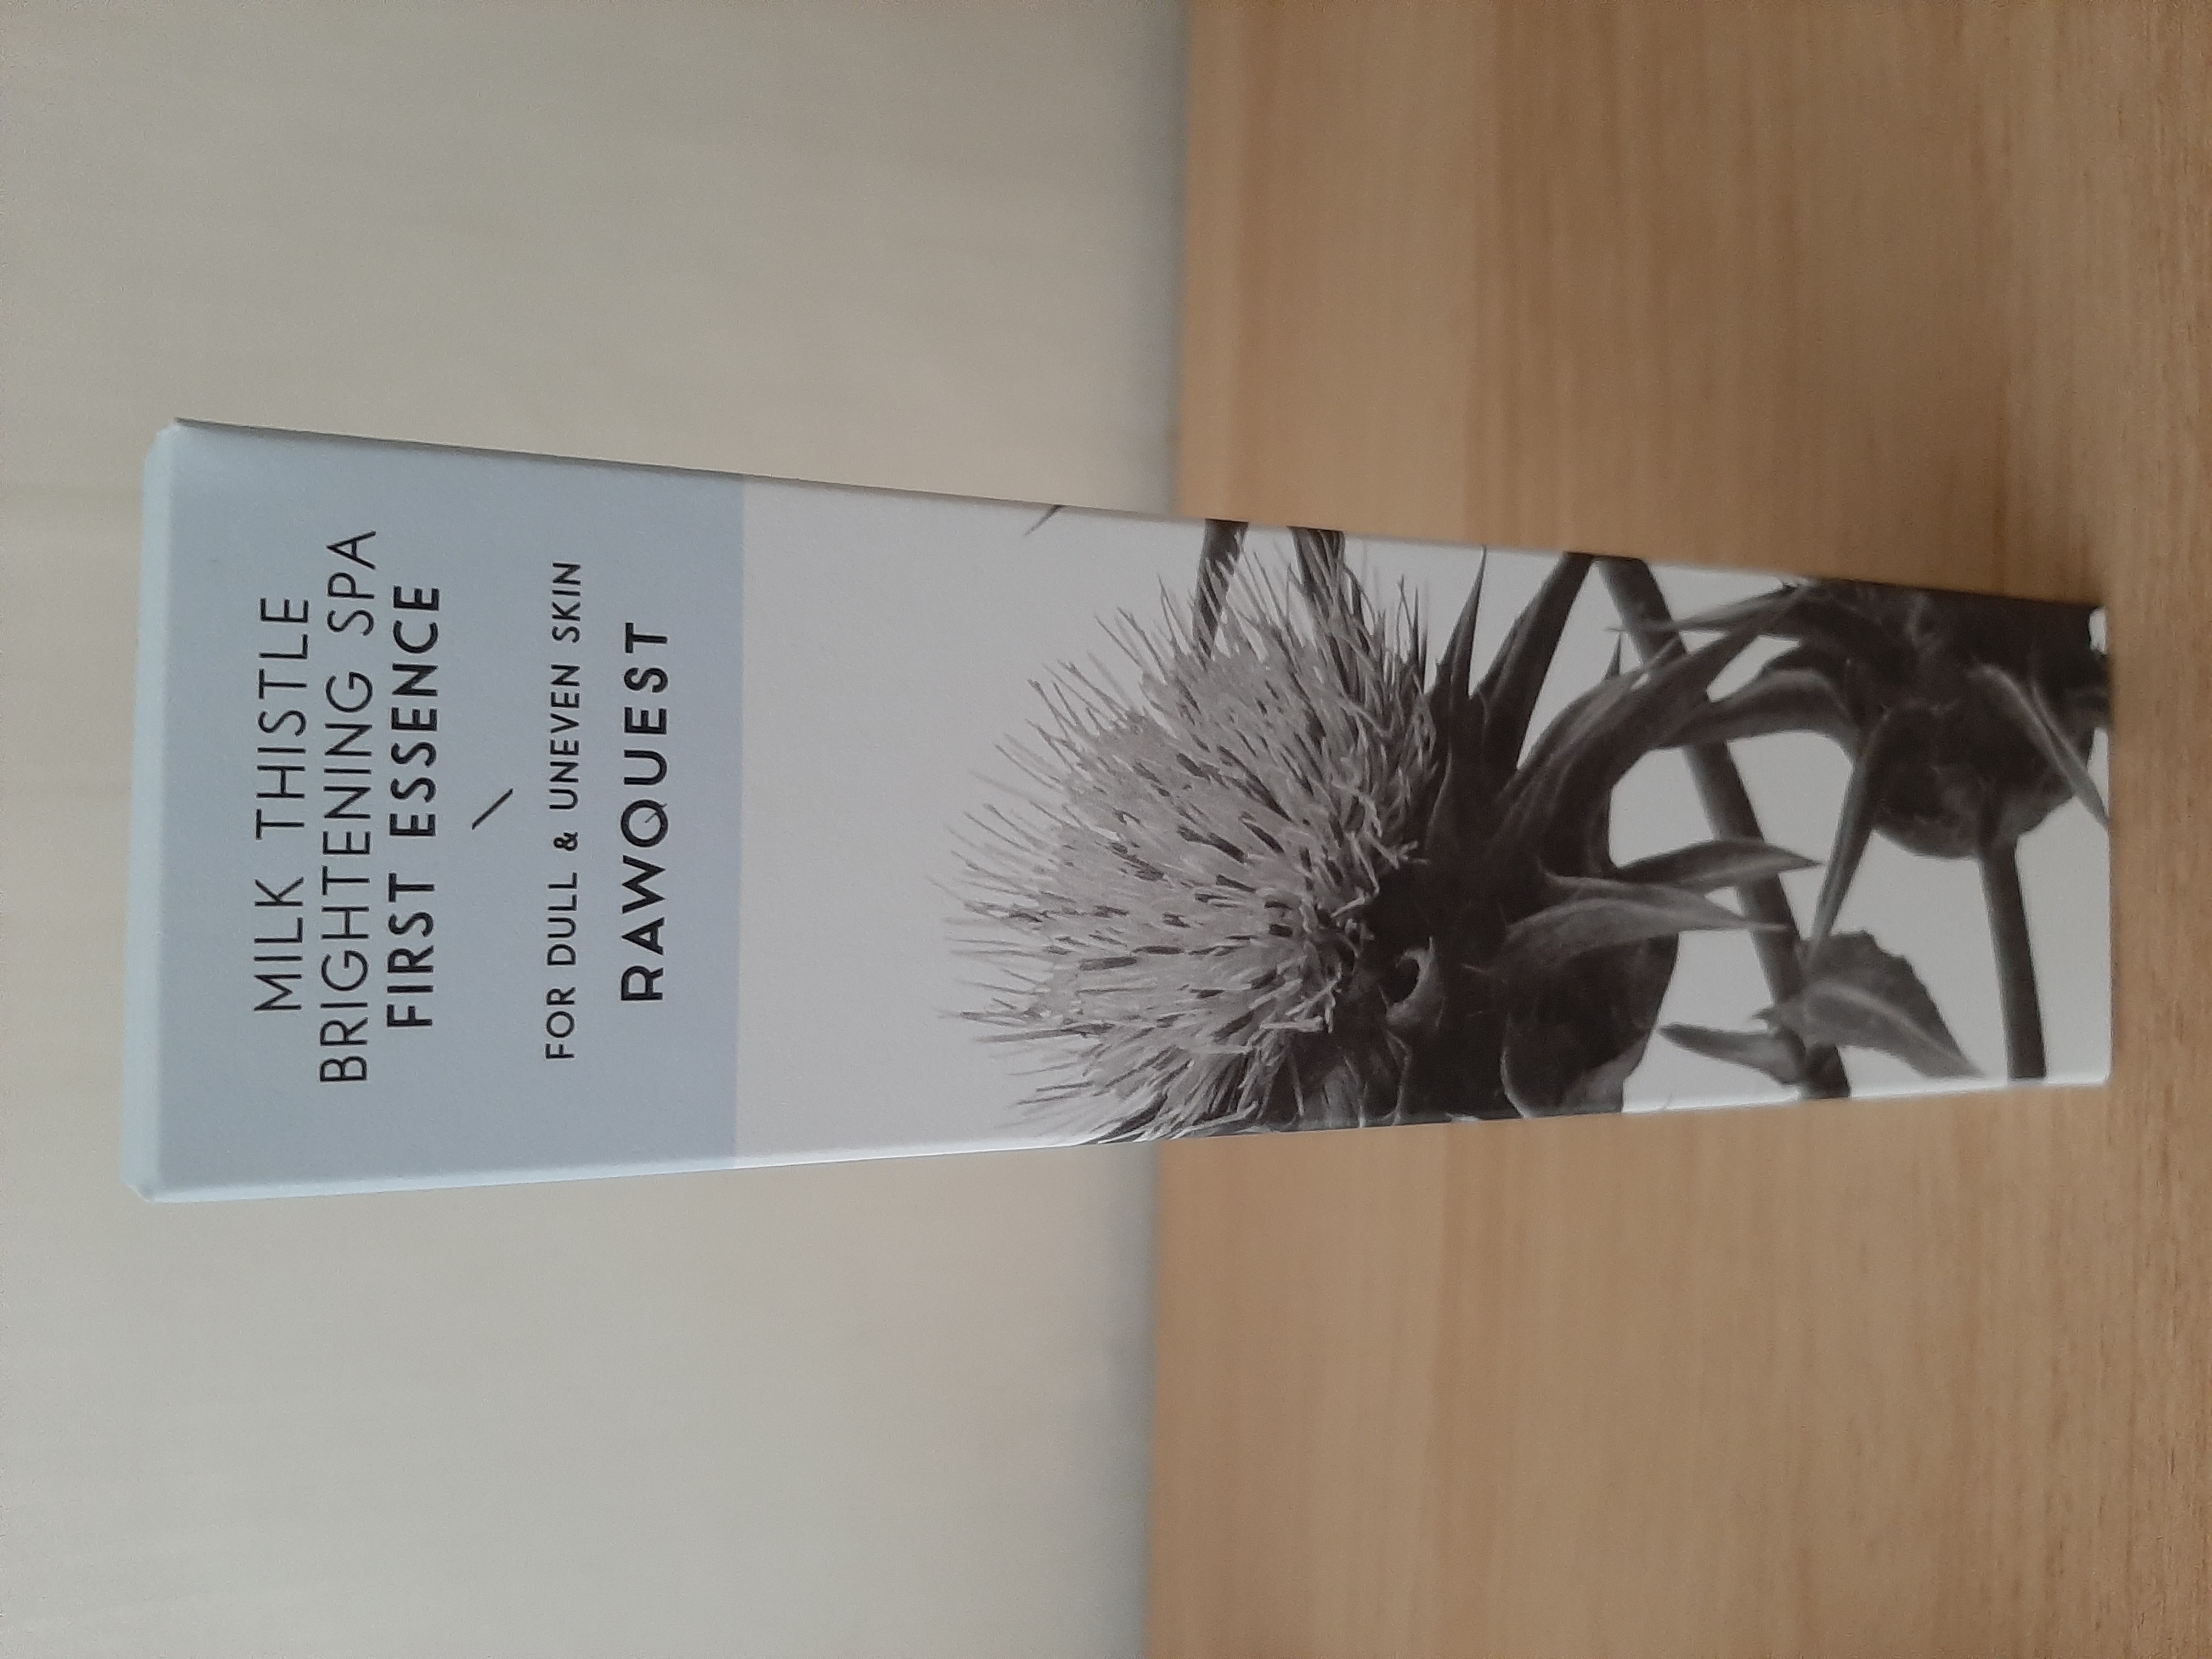 MILK THISTLE
BRIGHTENING SPA
FIRST ESSENCE
FOR DULL & UNEVEN SKIN
RAWQUEST